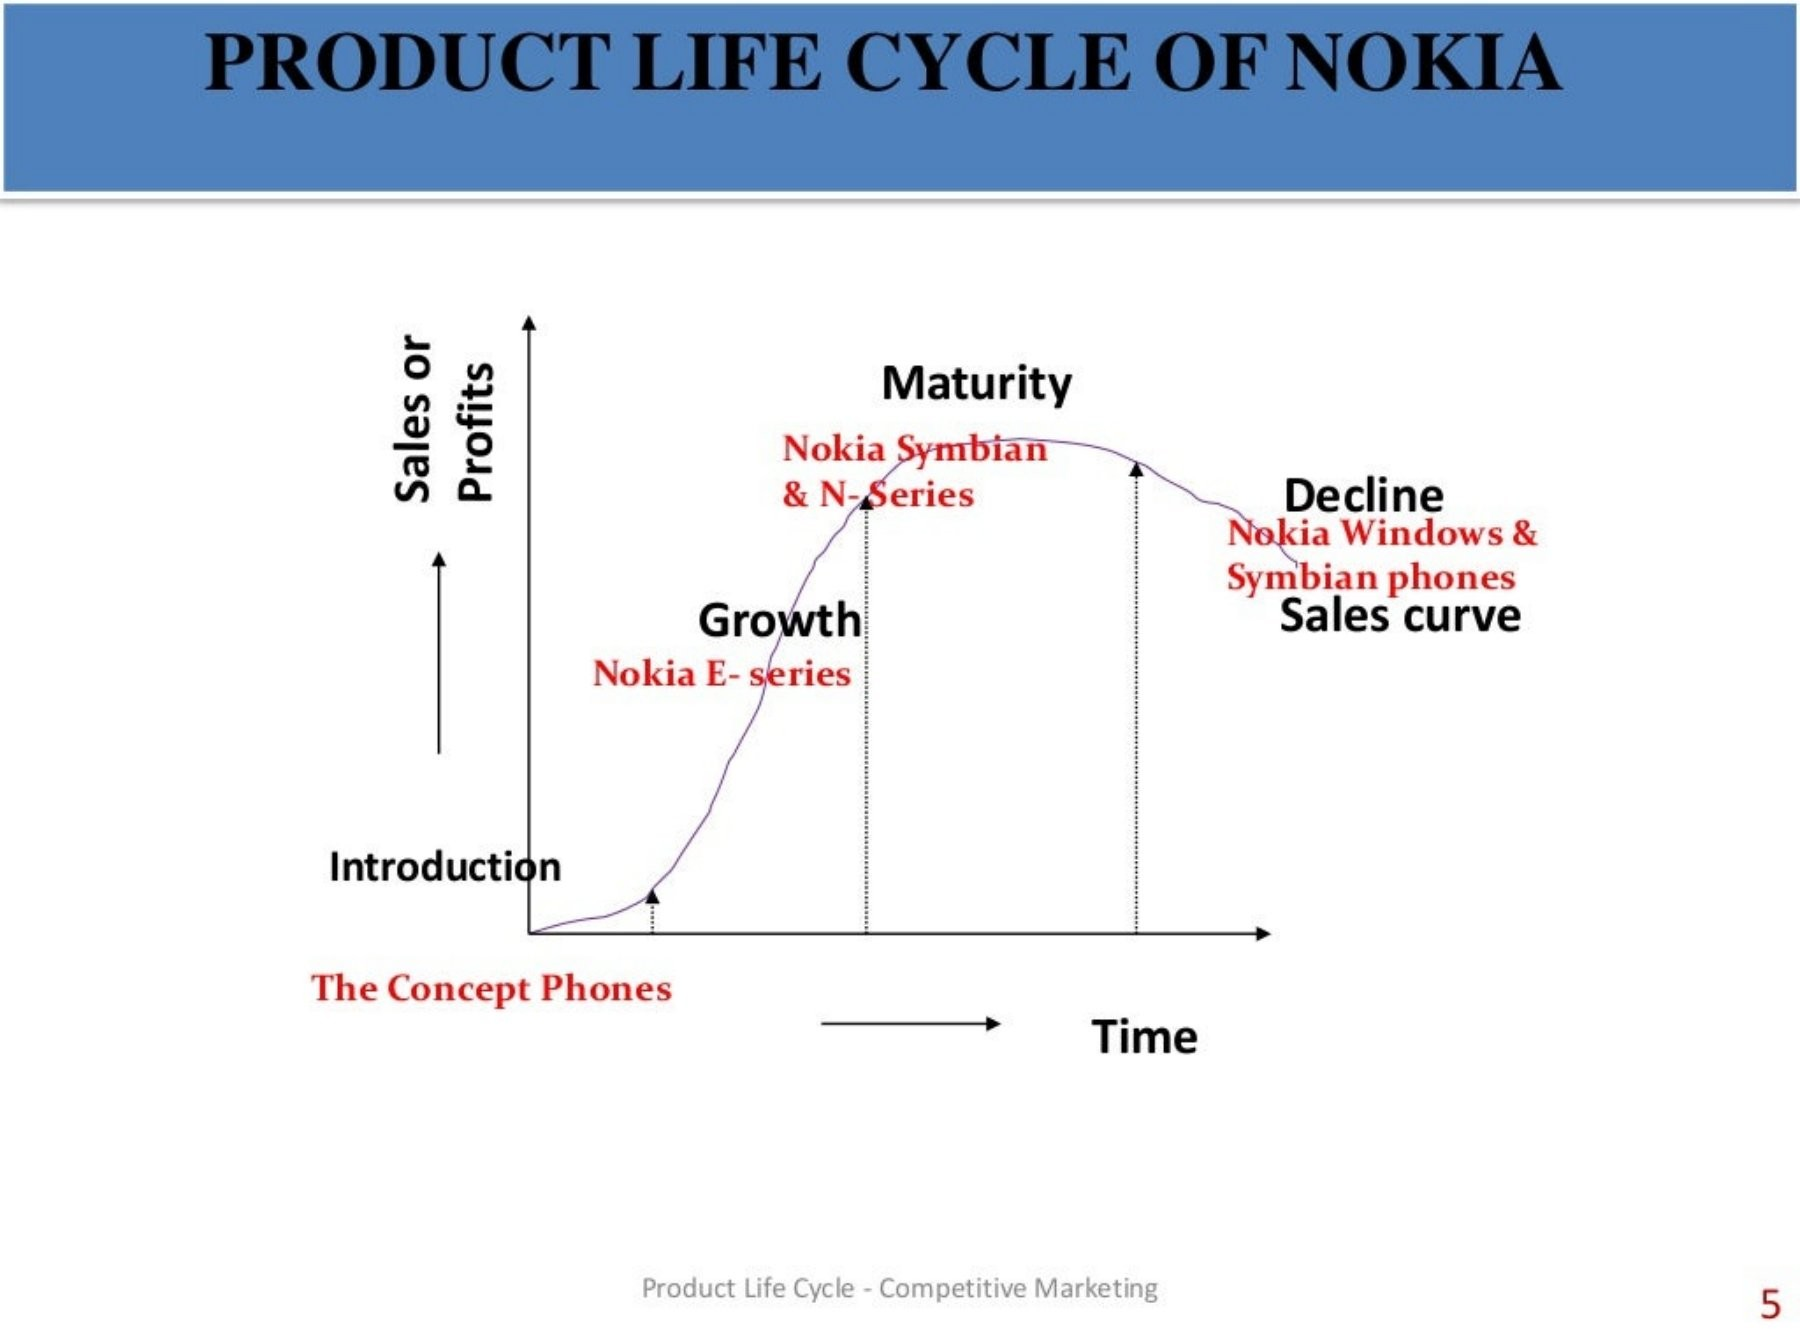 PRODUCT LIFE CYCLE OF NOKIA
Sales or
Profits
Maturity
Nokia Symbian
& N- Series
Decline
Nokia Windows &
Symbian phones
Sales curve
Growth
Nokia E- series
Introduction
The Concept Phones
Time
Product Life Cycle - Competitive Marketing
5